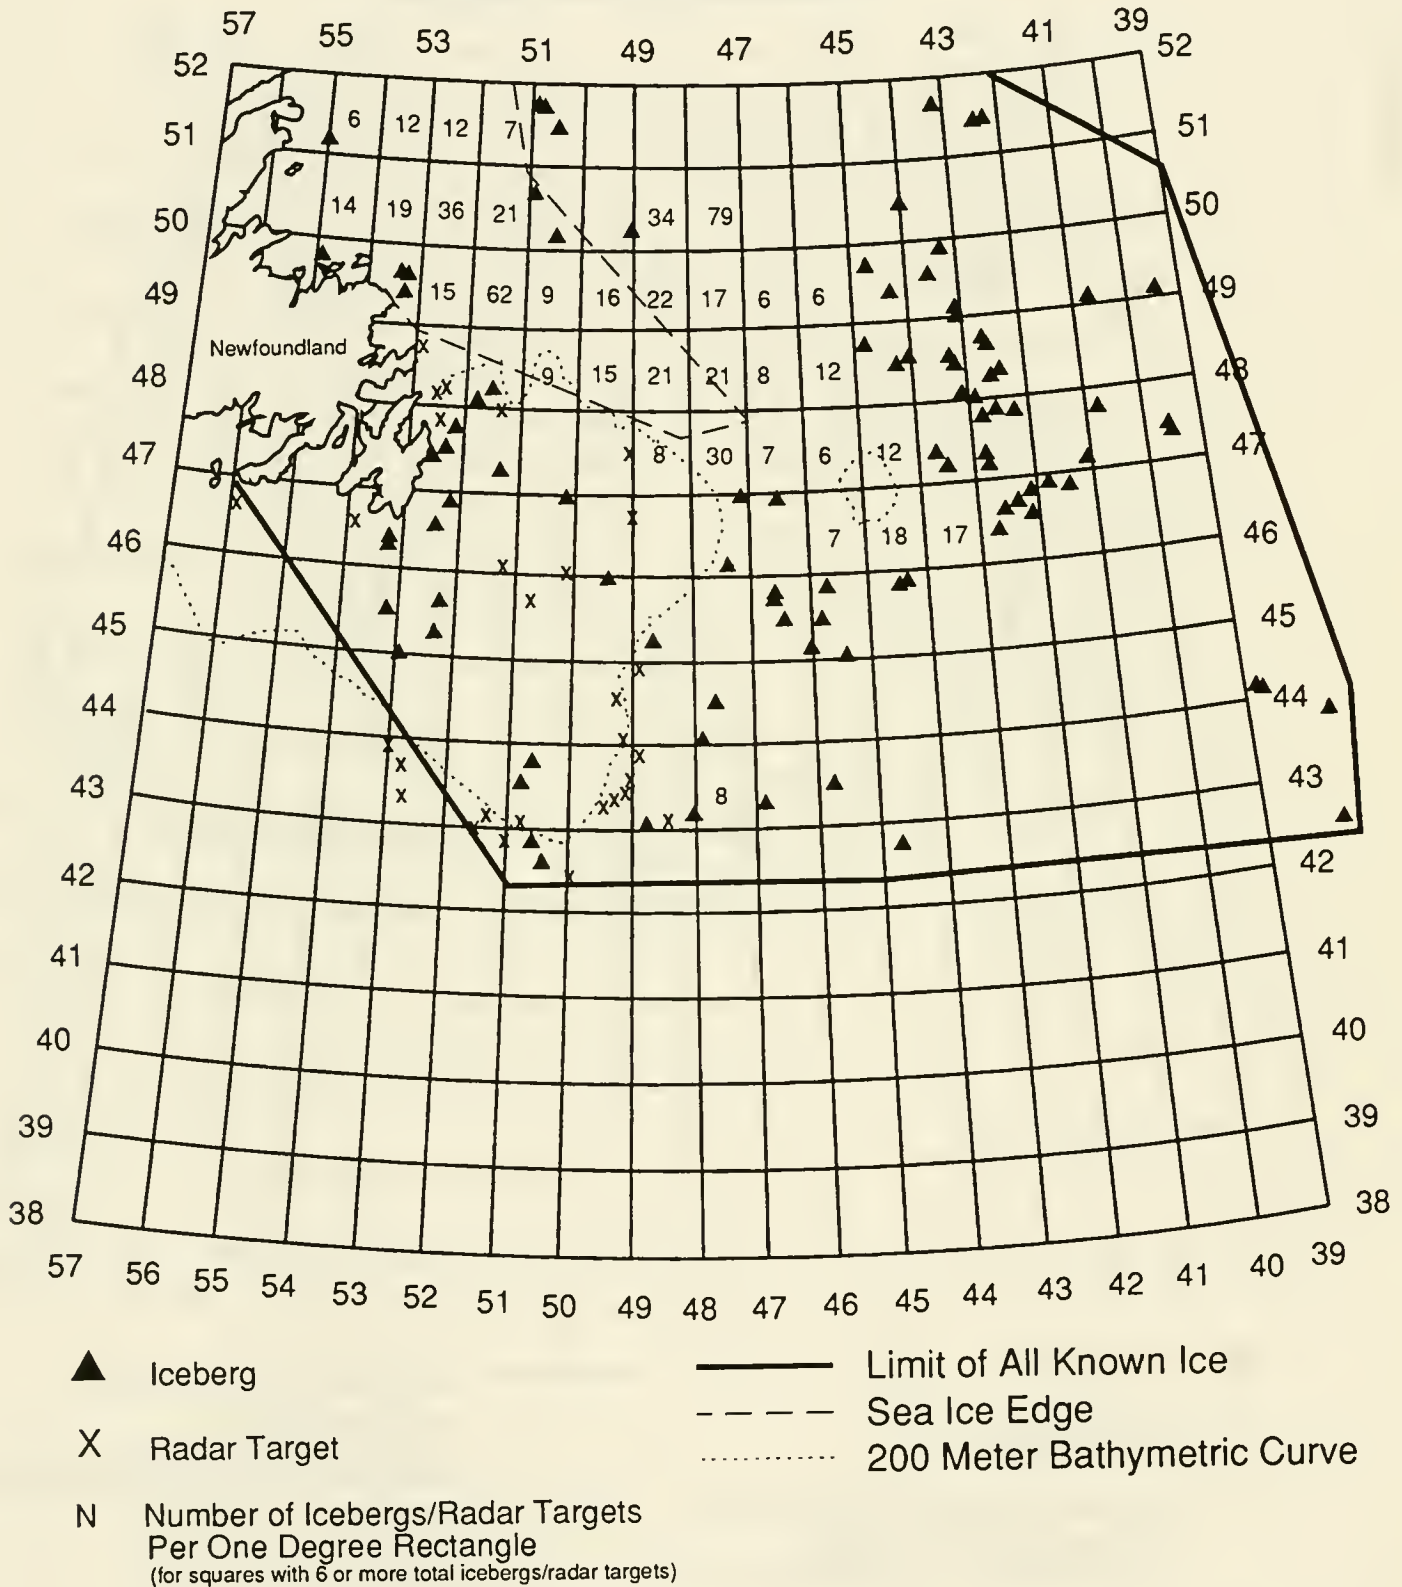 57 55 53 51 49 47 45 43 41 39
52 52
6 12 12 7
51 51
14 19 36 21 34 79
50 50
15 62 9 16 22 17 6 6
49 49
Newfoundland
9 15 21 21 8 12
48 48
8 30 7 6 12
47 47
7 18 17
46 46
45 45
44 44
8
43 43
42 42
41 41
40 40
39 39
38 38
57 56 55 54 53 52 51 50 49 48 47 46 45 44 43 42 41 40 39
Iceberg
X Radar Target
N Number of Icebergs/Radar Targets
Per One Degree Rectangle
(for squares with 6 or more total icebergs/radar targets)
Limit of All Known Ice
Sea Ice Edge
200 Meter Bathymetric Curve